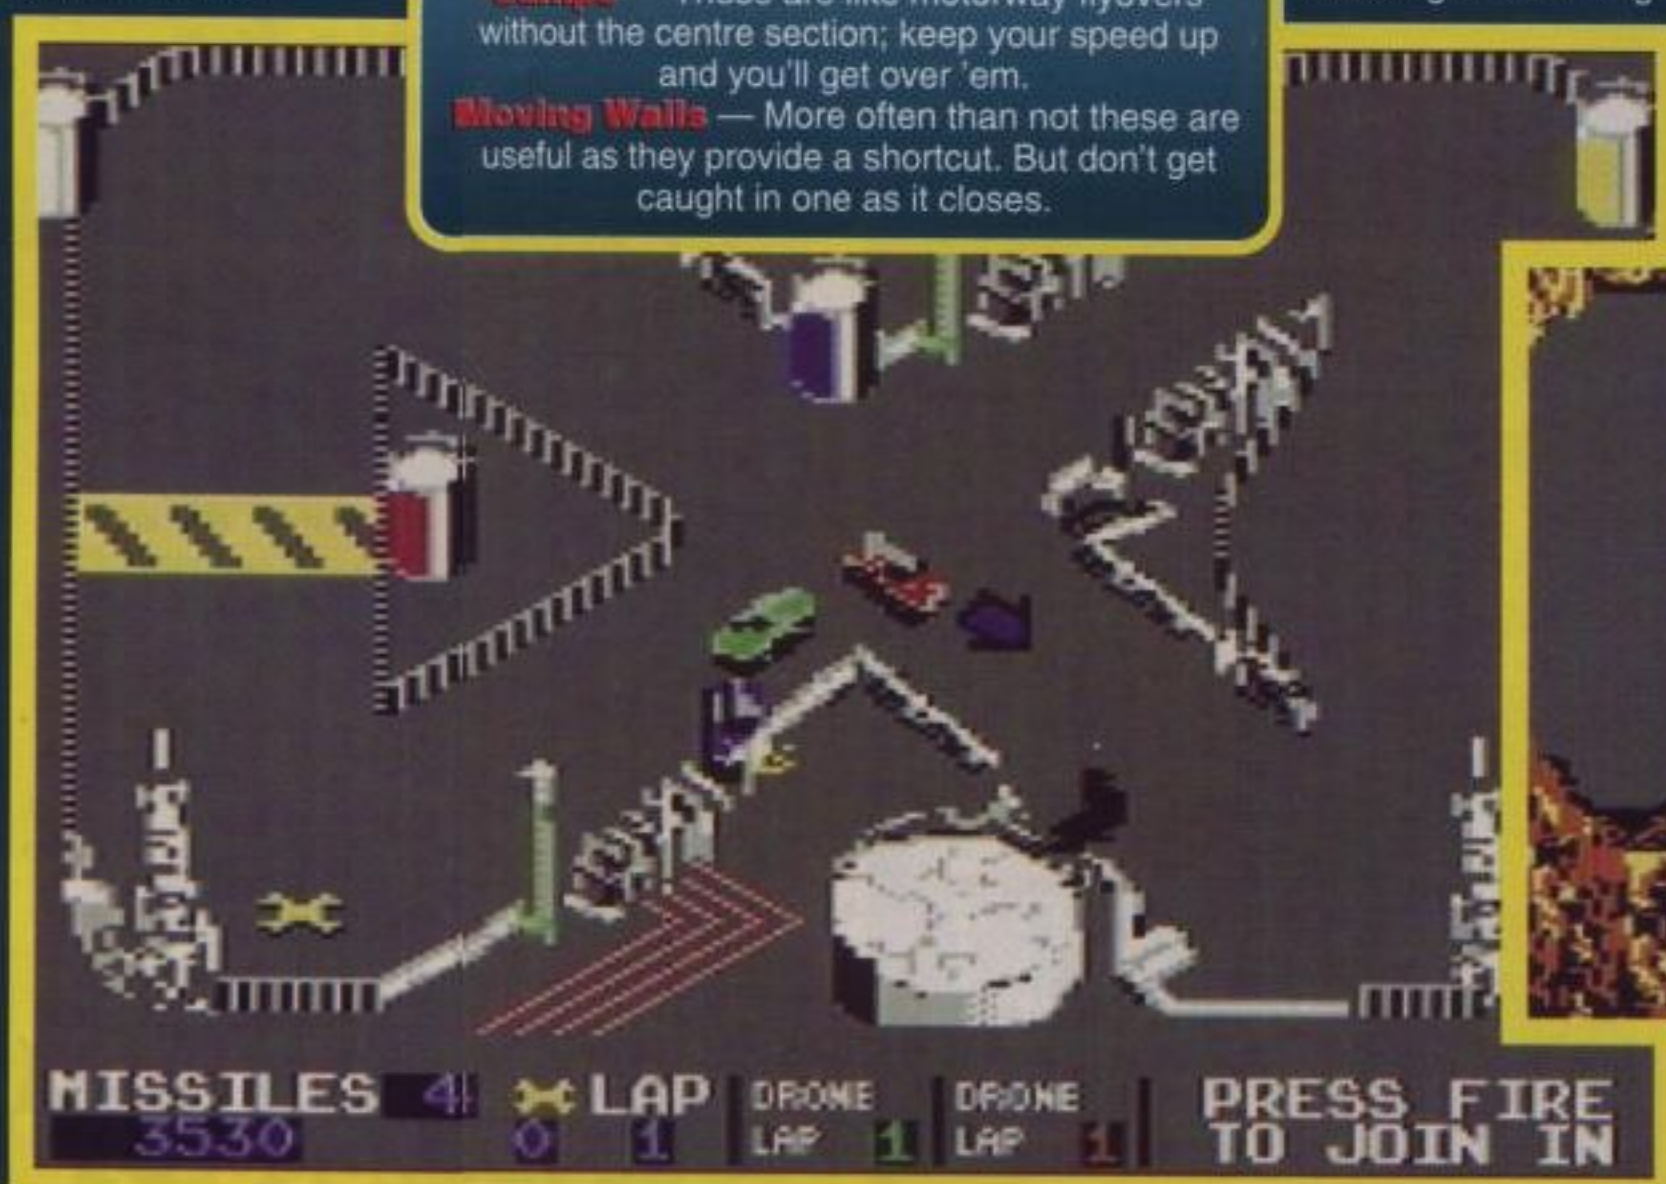 without the centre section; keep your speed up
and you'll get over 'em.
Moving Walls — More often than not these are
useful as they provide a shortcut. But don't get
caught in one as it closes.
MISSILES 4
3530
0
LAP
1
DRONE
LAP 1
DRONE
LAP 1
PRESS FIRE
TO JOIN IN